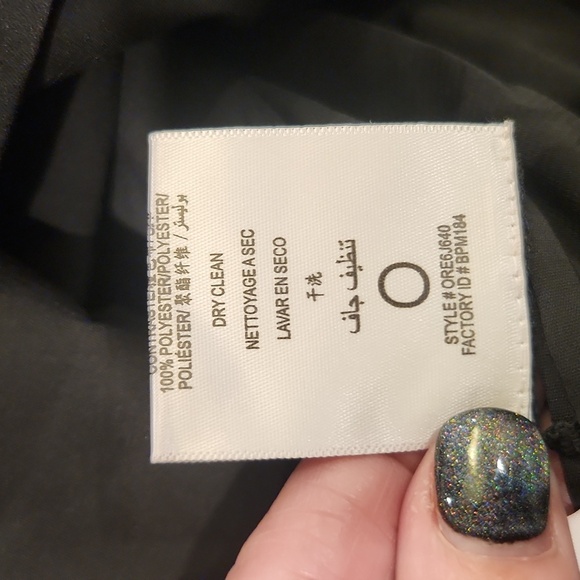 100% POLYESTER/POLYESTER/
POLIÉSTER/ 聚酯纤维 / بوليستر
DRY CLEAN
NETTOYAGE A SEC
LAVAR EN SECO
干洗
تنظيف جاف
STYLE # ORE6J640
FACTORY ID # BPM184